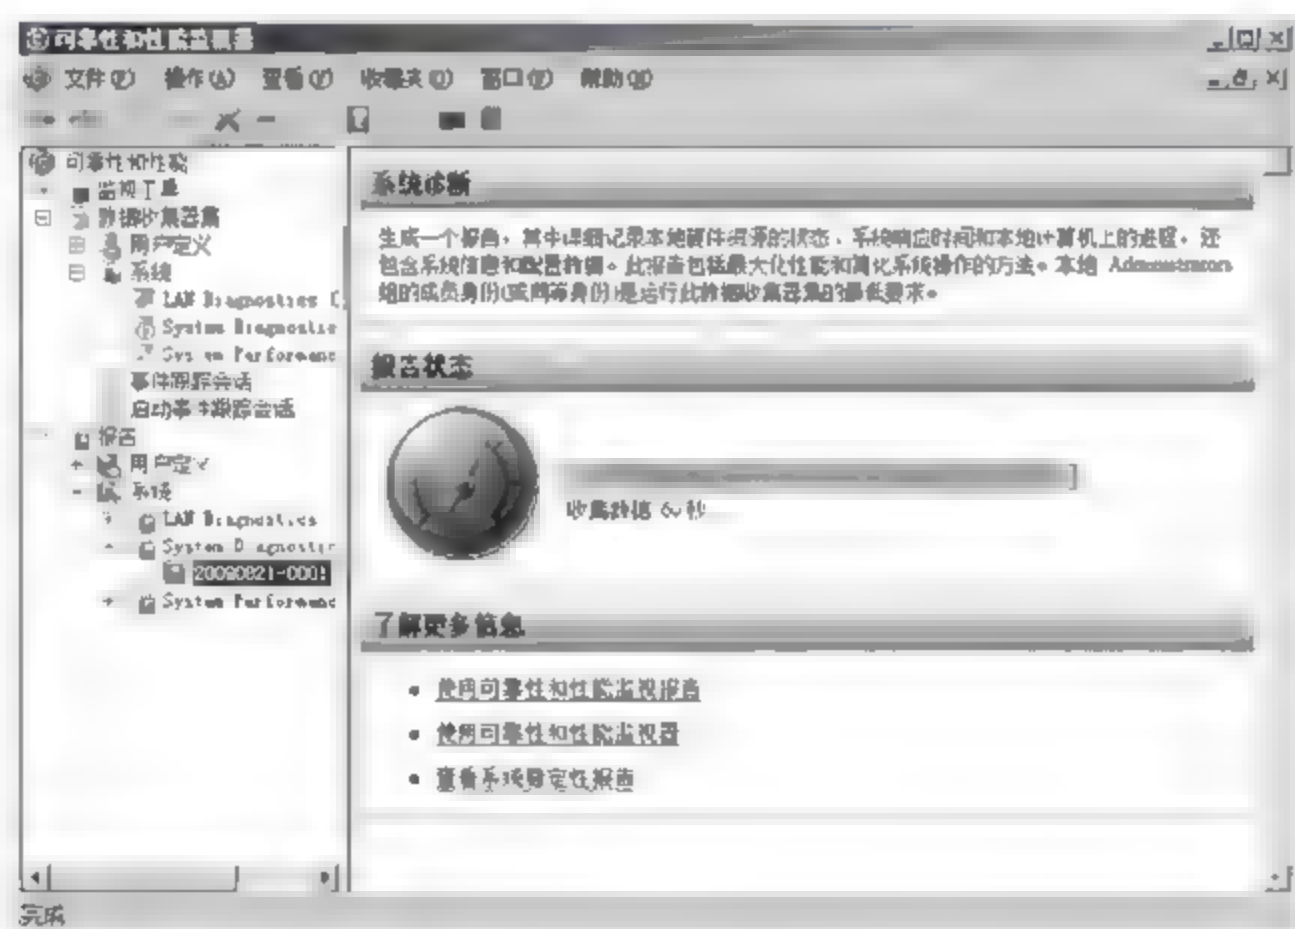 可靠性和性能监视器
文件(F) 操作(A) 查看(V) 收藏夹(O) 窗口(W) 帮助(H)
可靠性和性能
监视工具
数据收集器集
用户定义
系统
LAN Diagnostics
System Diagnostic
System Performanc
事件跟踪会话
启动事件跟踪会话
报告
用户定义
系统
LAN Diagnostics
System Diagnostic
20090821-0001
System Performanc
系统诊断
生成一个报告，其中详细记录本地硬件资源的状态、系统响应时间和本地计算机上的进程，还
包含系统信息和配置数据。此报告包括最大化性能和简化系统操作的方法。本地 Administrators
组的成员身份(或同等身份)是运行此数据收集器集的最低要求。
报告状态
收集数据 60 秒
了解更多信息
使用可靠性和性能监视报告
使用可靠性和性能监视器
查看系统稳定性报告
完成